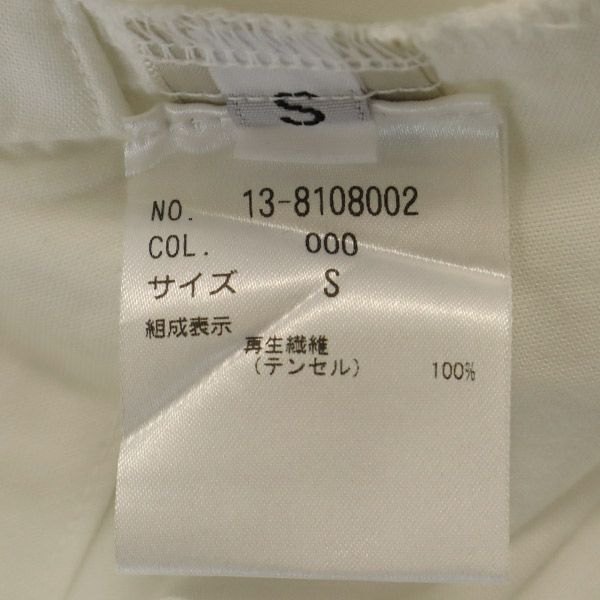 S
NO. 13-8108002
COL. 000
サイズ S
組成表示
再生繊維
(テンセル) 100%